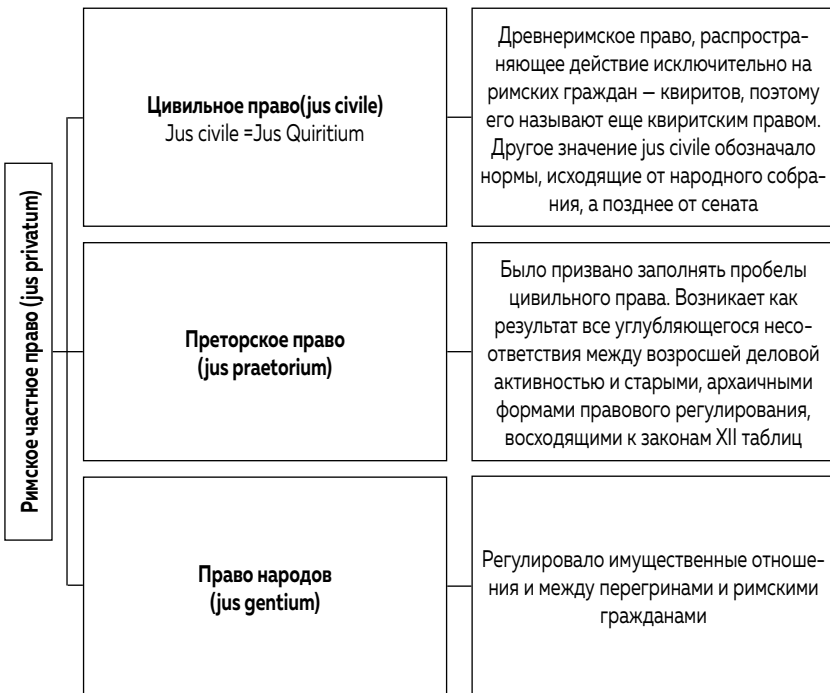 Римское частное право (jus privatum)
Цивильное право(jus civile)
Jus civile =Jus Quiritium
Древнеримское право, распростра-
няющее действие исключительно на
римских граждан – квиритов, поэтому
его называют еще квиритским правом.
Другое значение jus civile обозначало
нормы, исходящие от народного собра-
ния, а позднее от сената
Преторское право
(jus praetorium)
Было призвано заполнять пробелы
цивильного права. Возникает как
результат все углубляющегося несо-
ответствия между возросшей деловой
активностью и старыми, архаичными
формами правового регулирования,
восходящими к законам XII таблиц
Право народов
(jus gentium)
Регулировало имущественные отноше-
ния и между перегринами и римскими
гражданами